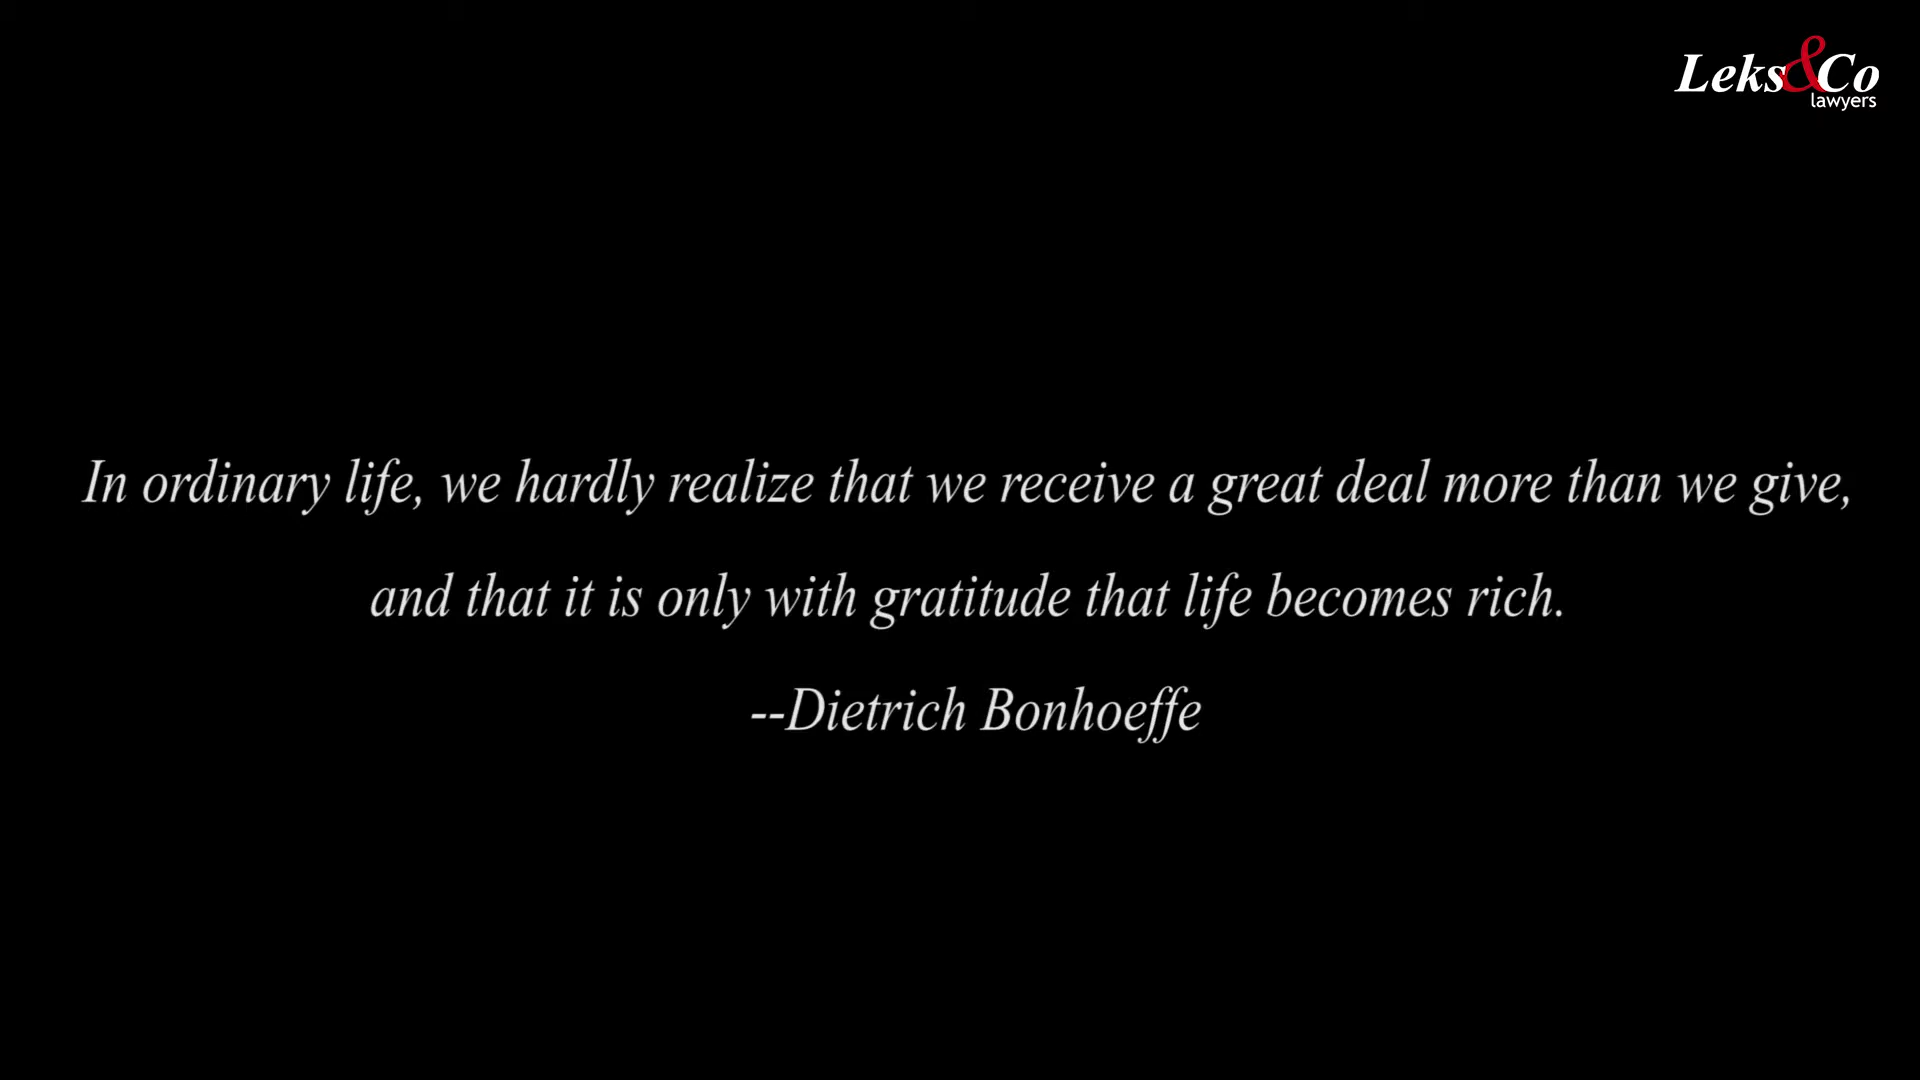 Leks&Co
lawyers
In ordinary life, we hardly realize that we receive a great deal more than we give,
and that it is only with gratitude that life becomes rich.
--Dietrich Bonhoeffe